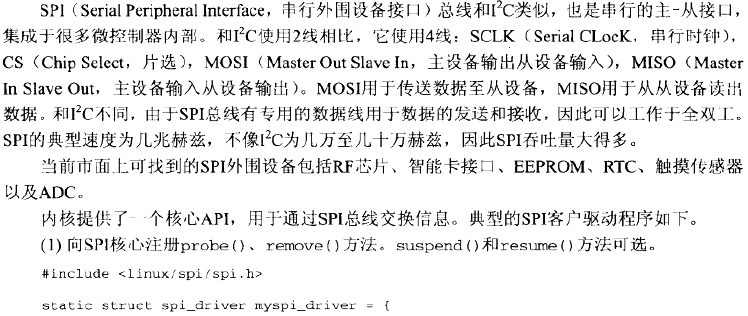 SPI（Serial Peripheral Interface，串行外围设备接口）总线和I²C类似，也是串行的主-从接口，
集成于很多微控制器内部。和I²C使用2线相比，它使用4线：SCLK（Serial CLocK，串行时钟），
CS（Chip Select，片选），MOSI（Master Out Slave In，主设备输出从设备输入），MISO（Master
In Slave Out，主设备输入从设备输出）。MOSI用于传送数据至从设备，MISO用于从从设备读出
数据。和I²C不同，由于SPI总线有专用的数据线用于数据的发送和接收，因此可以工作于全双工。
SPI的典型速度为几兆赫兹，不像I²C为几万至几十万赫兹，因此SPI吞吐量大得多。
当前市面上可找到的SPI外围设备包括RF芯片、智能卡接口、EEPROM、RTC、触摸传感器
以及ADC。
内核提供了一个核心API，用于通过SPI总线交换信息。典型的SPI客户驱动程序如下。
(1) 向SPI核心注册probe()、remove()方法。suspend()和resume()方法可选。
#include <linux/spi/spi.h>
static struct spi_driver myspi_driver = {